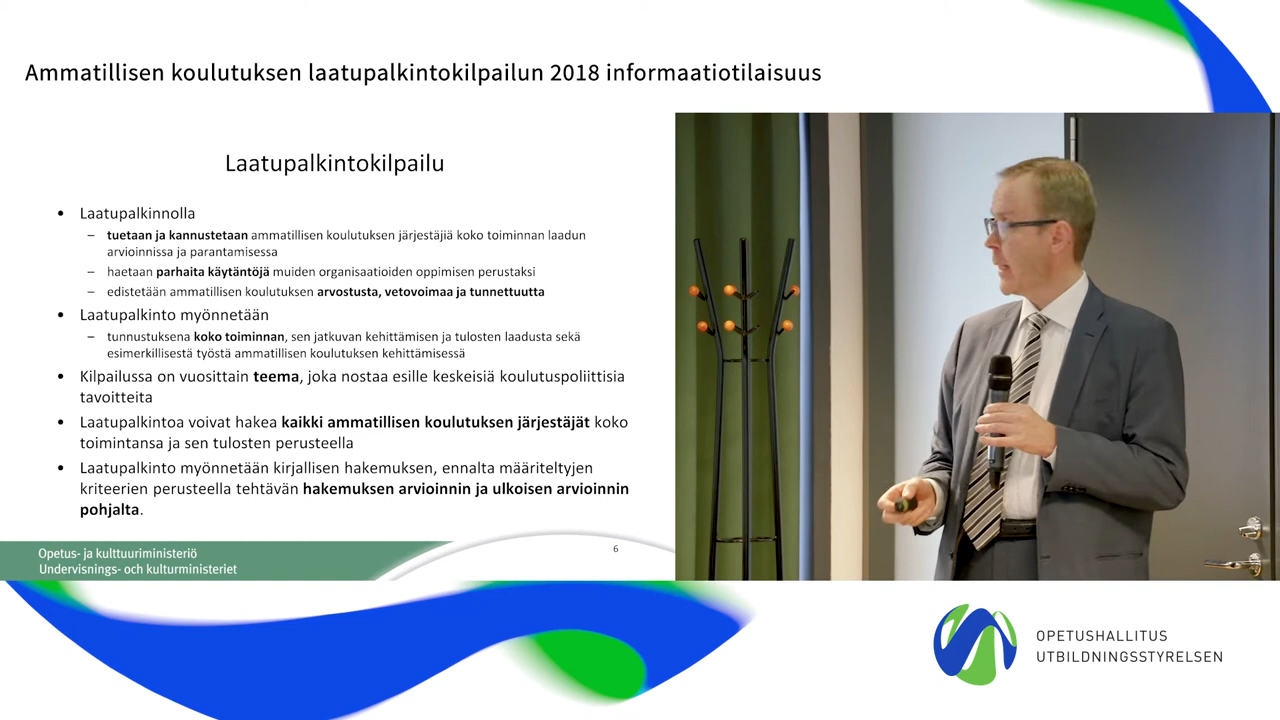 Ammatillisen koulutuksen laatupalkintokilpailun 2018 informaatiotilaisuus
Laatupalkintokilpailu
• Laatupalkinnolla
– tuetaan ja kannustetaan ammatillisen koulutuksen järjestäjiä koko toiminnan laadun
arvioinnissa ja parantamisessa
– haetaan parhaita käytäntöjä muiden organisaatioiden oppimisen perustaksi
– edistetään ammatillisen koulutuksen arvostusta, vetovoimaa ja tunnettuutta
• Laatupalkinto myönnetään
– tunnustuksena koko toiminnan, sen jatkuvan kehittämisen ja tulosten laadusta sekä
esimerkillisestä työstä ammatillisen koulutuksen kehittämisessä
• Kilpailussa on vuosittain teema, joka nostaa esille keskeisiä koulutuspoliittisia
tavoitteita
• Laatupalkintoa voivat hakea kaikki ammatillisen koulutuksen järjestäjät koko
toimintansa ja sen tulosten perusteella
• Laatupalkinto myönnetään kirjallisen hakemuksen, ennalta määriteltyjen
kriteerien perusteella tehtävän hakemuksen arvioinnin ja ulkoisen arvioinnin
pohjalta.
6
Opetus- ja kulttuuriministeriö
Undervisnings- och kulturministeriet
OPETUSHALLITUS
UTBILDNINGSSTYRELSEN